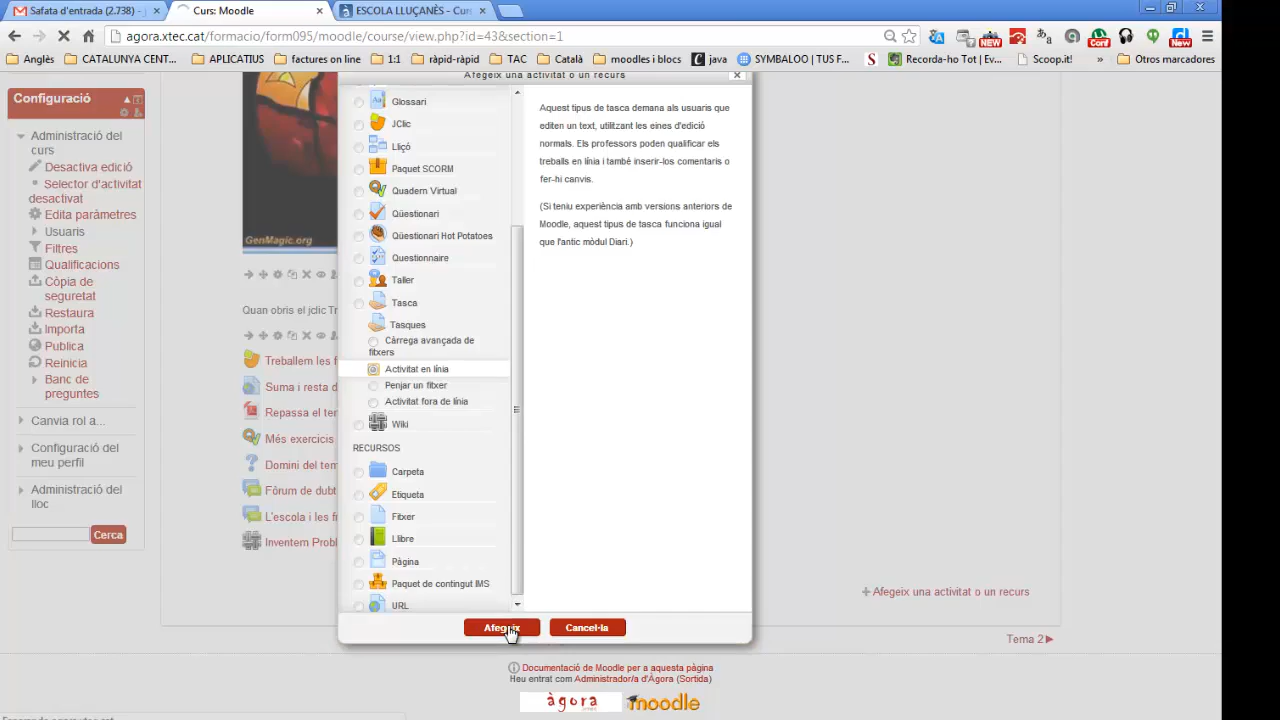 Safata d'entrada (2.738) -
Curs: Moodle
ESCOLA LLUÇANÈS - Cur
agora.xtec.cat/formacio/form095/moodle/course/view.php?id=43&section=1
Anglès
CATALUNYA CENT...
APLICATIUS
factures on line
1:1
ràpid-ràpid
TAC
Català
moodles i blocs
java
SYMBALOO | TUS F...
Recorda-ho Tot | Ev...
Scoop.it!
»
Otros marcadores
Afegeix una activitat o un recurs
Configuració
Administració del
curs
Desactiva edició
Selector d'activitat
desactivat
Edita paràmetres
Usuaris
Filtres
Qualificacions
Còpia de
seguretat
Restaura
Importa
Publica
Reinicia
Banc de
preguntes
Canvia rol a...
Configuració del
meu perfil
Administració del
lloc
Cerca
GenMagic.org
Quan obris el jclic Tr
Treballem les f
Suma i resta d
Repassa el ter
Més exercicis
Domini del tem
Fòrum de dubt
L'escola i les fr
Inventem Probl
Glossari
JClic
Lliçó
Paquet SCORM
Quadern Virtual
Qüestionari
Qüestionari Hot Potatoes
Questionnaire
Taller
Tasca
Tasques
Càrrega avançada de
fitxers
Activitat en línia
Penjar un fitxer
Activitat fora de línia
Wiki
RECURSOS
Carpeta
Etiqueta
Fitxer
Llibre
Pàgina
Paquet de contingut IMS
URL
Aquest tipus de tasca demana als usuaris que
editen un text, utilitzant les eines d'edició
normals. Els professors poden qualificar els
treballs en línia i també inserir-los comentaris o
fer-hi canvis.
(Si teniu experiència amb versions anteriors de
Moodle, aquest tipus de tasca funciona igual
que l'antic mòdul Diari.)
Afegeix
Cancel·la
Afegeix una activitat o un recurs
Tema 2
Documentació de Moodle per a aquesta pàgina
Heu entrat com Administrador/a d'Àgora (Sortida)
àgora
moodle